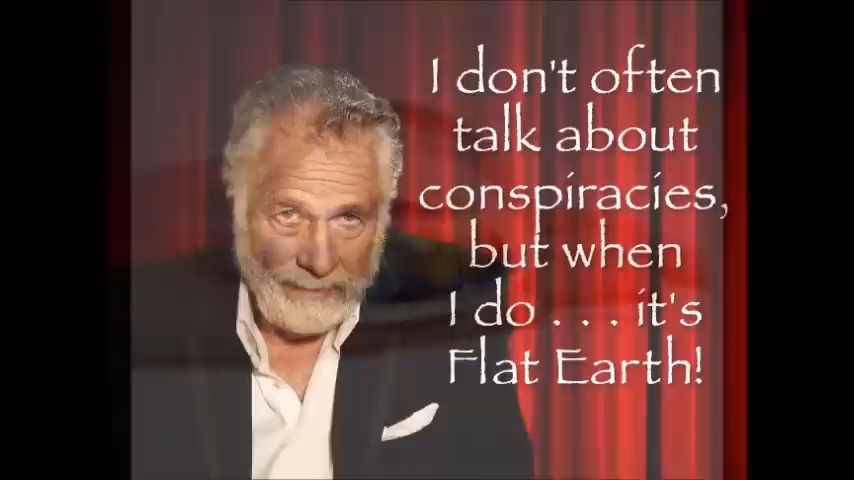 I don't often
talk about
conspiracies,
but when
I do . . . it's
Flat Earth!